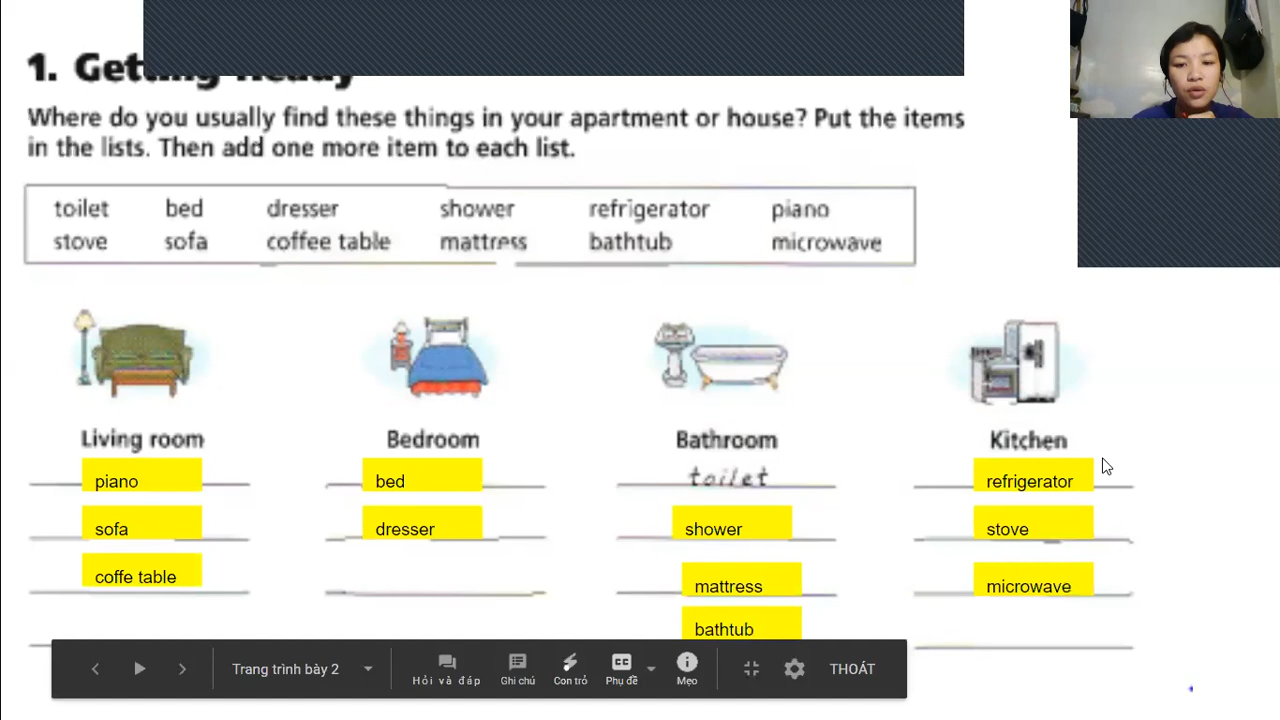 1. Getting Ready
Where do you usually find these things in your apartment or house? Put the items
in the lists. Then add one more item to each list.
toilet bed dresser shower refrigerator piano
stove sofa coffee table mattress bathtub microwave
Living room Bedroom Bathroom Kitchen
piano bed toilet refrigerator
sofa dresser shower stove
coffe table mattress microwave
bathtub
Trang trình bày 2
Hỏi và đáp Ghi chú Con trỏ Phụ đề Mẹo THOÁT